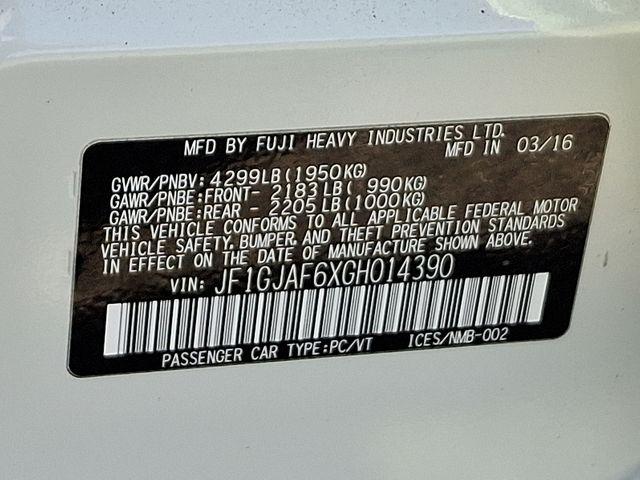 MFD BY FUJI HEAVY INDUSTRIES LTD.
MFD IN 03/16
GVWR/PNBV: 4299LB(1950KG)
GAWR/PNBE:FRONT- 2183LB( 990KG)
GAWR/PNBE:REAR - 2205LB(1000KG)
THIS VEHICLE CONFORMS TO ALL APPLICABLE FEDERAL MOTOR
VEHICLE SAFETY, BUMPER, AND THEFT PREVENTION STANDARDS
IN EFFECT ON THE DATE OF MANUFACTURE SHOWN ABOVE.
VIN: JF1GJAF6XGH014390
PASSENGER CAR TYPE:PC/VT ICES/NMB-002